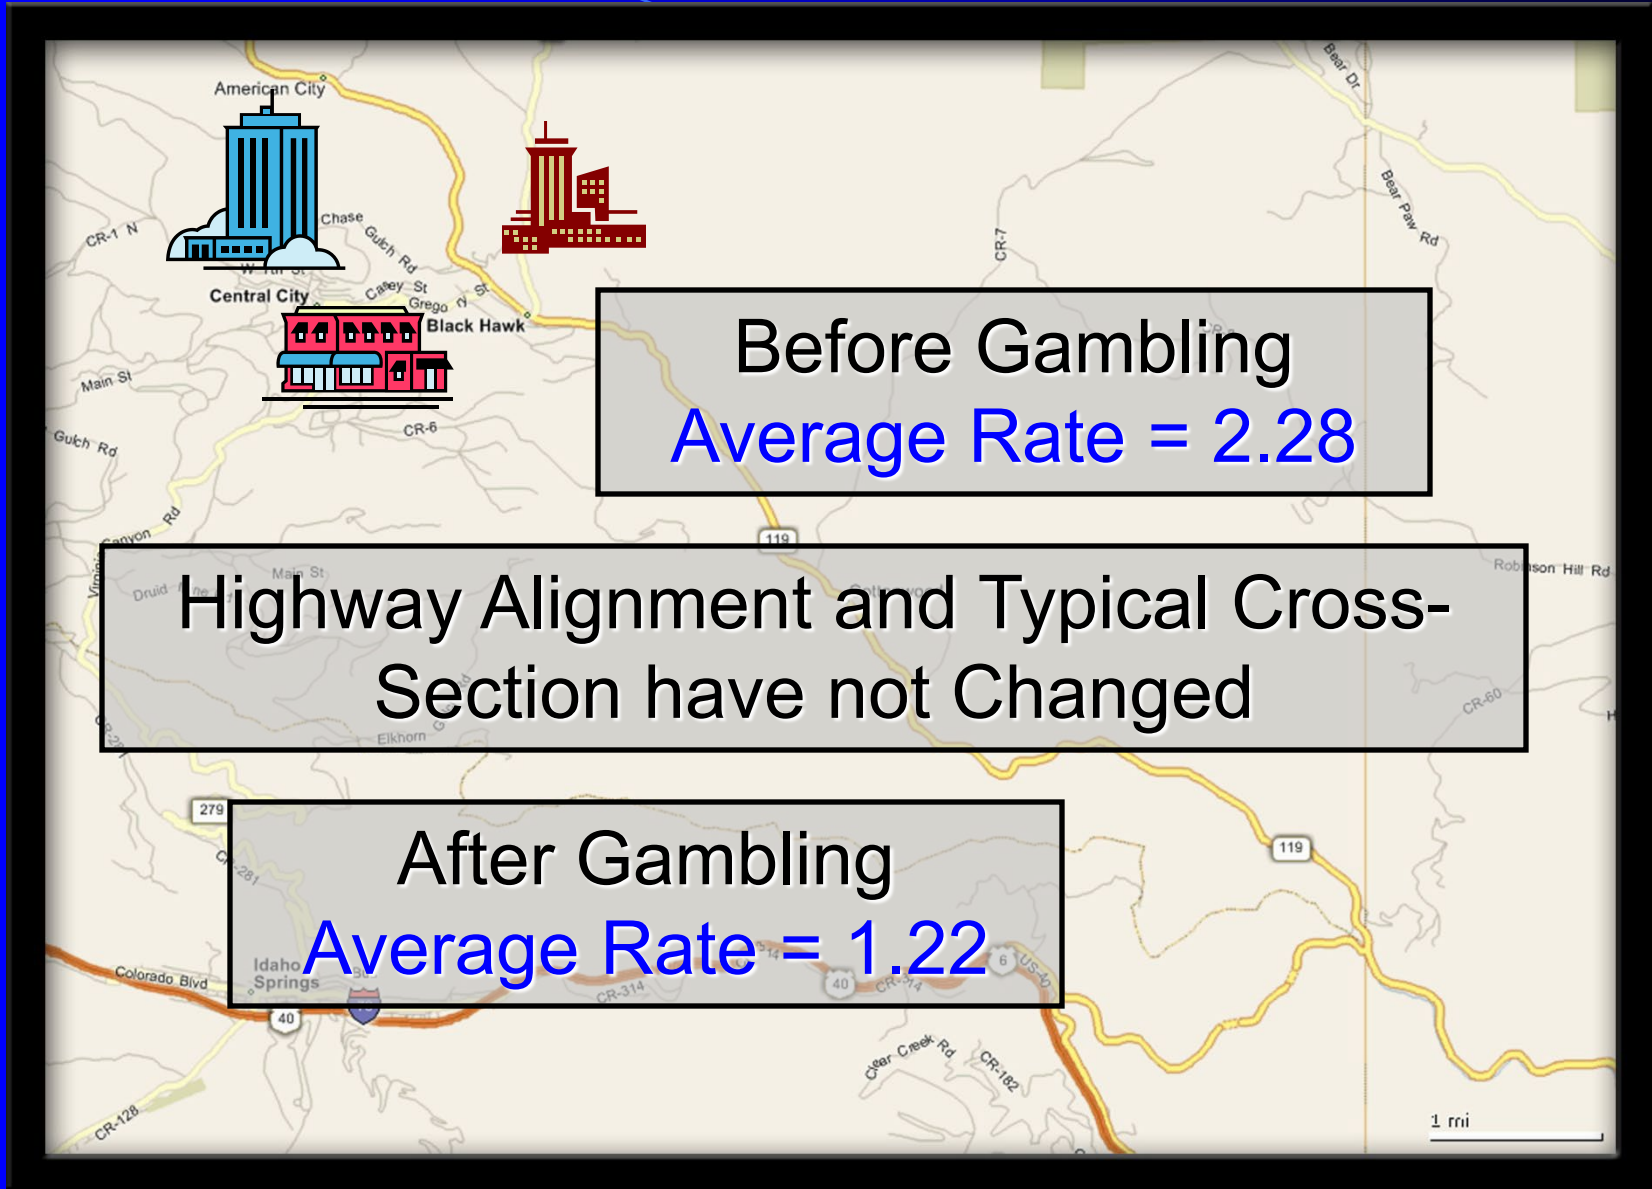 American City
Bear Dr
CR-1 N
Chase
Gulch Rd
Bear Paw Rd
CR-7
Casey St
Central City
Gregory St
Black Hawk
Before Gambling
Average Rate = 2.28
Main St
CR-6
Gulch Rd
Virginia Canyon Rd
119
Highway Alignment and Typical Cross-
Section have not Changed
Main St
Robinson Hill Rd
CR-60
CR-281
Elkhorn
279
CR-281
119
After Gambling
Average Rate = 1.22
Colorado Blvd
Idaho
Springs
40
CR-314
40
CR-314
6
US-40
Clear Creek Rd
CR-182
CR-128
1 mi